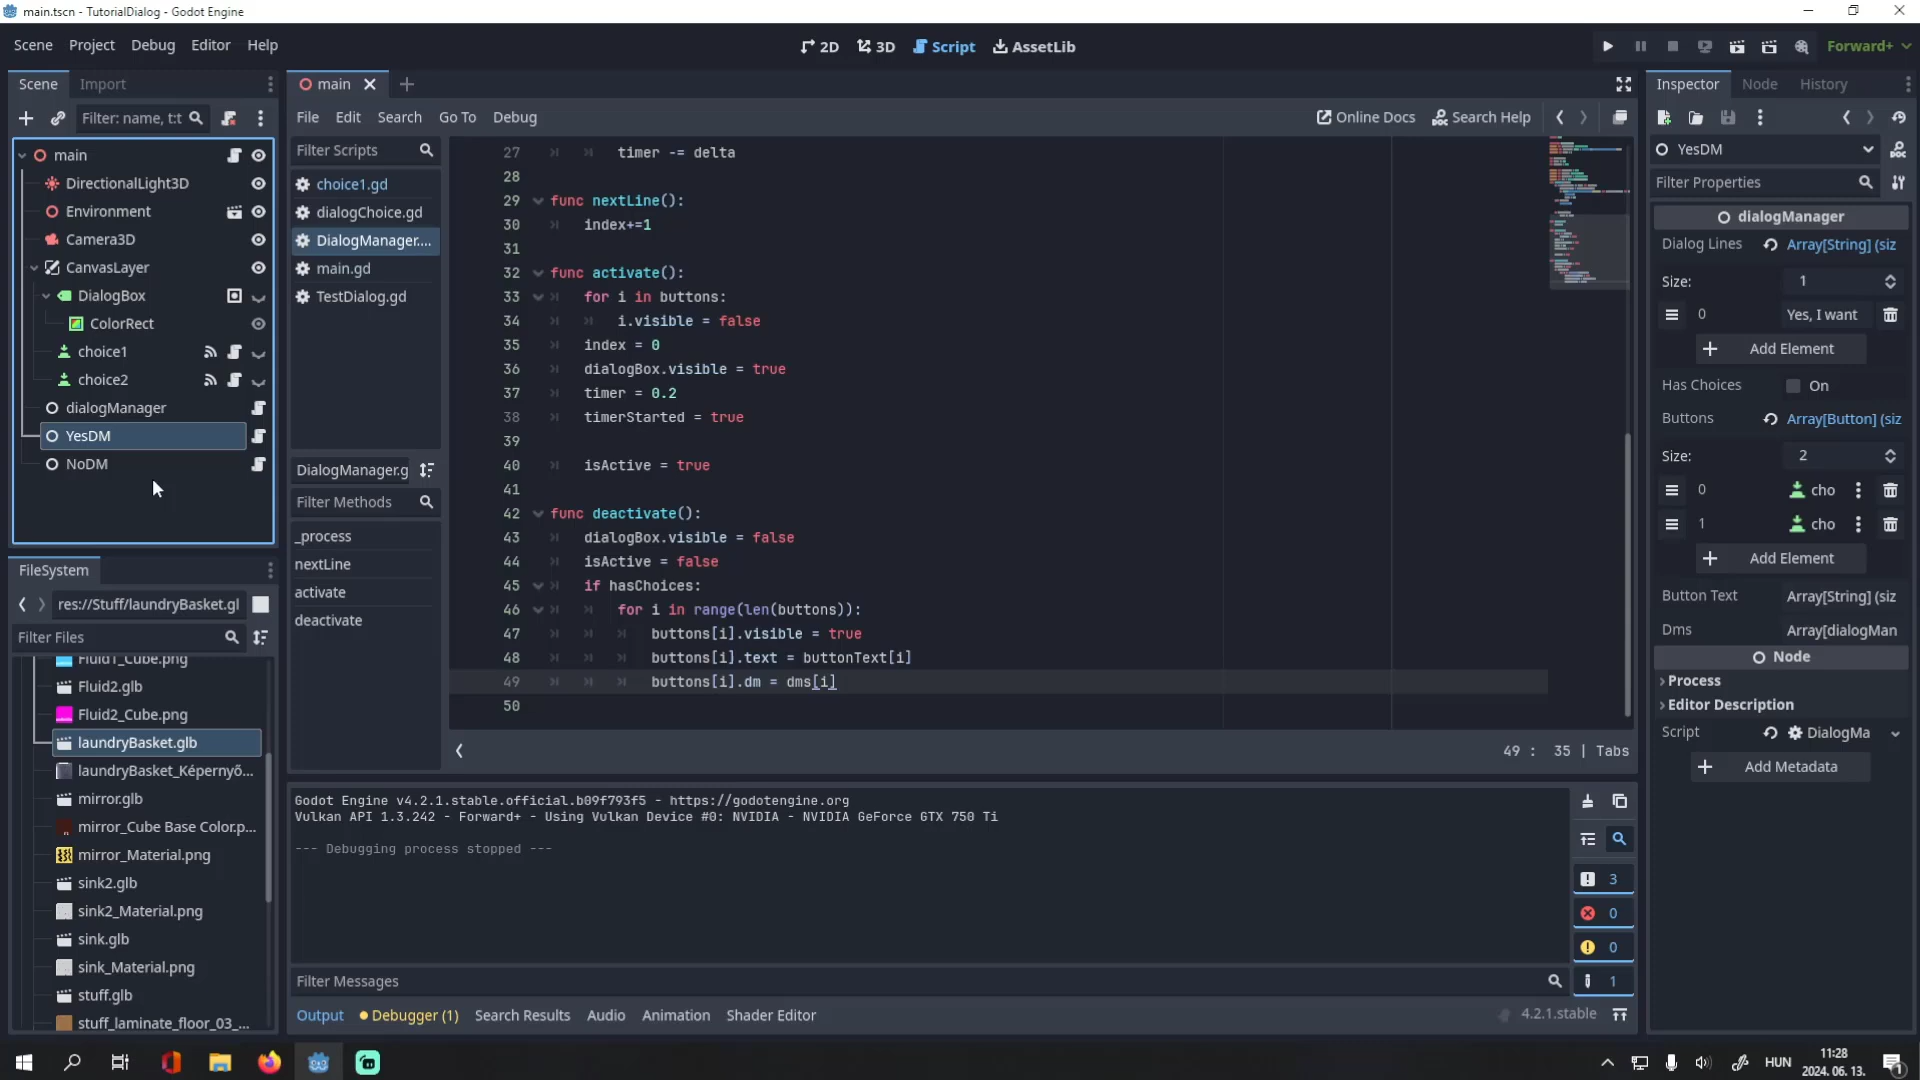 main.tscn - TutorialDialog - Godot Engine
Scene Project Debug Editor Help
2D 3D Script AssetLib
Forward+
Scene Import
Filter: name, t:t
main
DirectionalLight3D
Environment
Camera3D
CanvasLayer
DialogBox
ColorRect
choice1
choice2
dialogManager
YesDM
NoDM
FileSystem
res://Stuff/laundryBasket.gl
Filter Files
Fluid1_Cube.png
Fluid2.glb
Fluid2_Cube.png
laundryBasket.glb
laundryBasket_Képernyő...
mirror.glb
mirror_Cube Base Color.p...
mirror_Material.png
sink2.glb
sink2_Material.png
sink.glb
sink_Material.png
stuff.glb
stuff_laminate_floor_03_...
main
File Edit Search Go To Debug
Online Docs Search Help
Filter Scripts
choice1.gd
dialogChoice.gd
DialogManager....
main.gd
TestDialog.gd
DialogManager.g
Filter Methods
_process
nextLine
activate
deactivate
27 timer -= delta
28
29 func nextLine():
30 index+=1
31
32 func activate():
33 for i in buttons:
34 i.visible = false
35 index = 0
36 dialogBox.visible = true
37 timer = 0.2
38 timerStarted = true
39
40 isActive = true
41
42 func deactivate():
43 dialogBox.visible = false
44 isActive = false
45 if hasChoices:
46 for i in range(len(buttons)):
47 buttons[i].visible = true
48 buttons[i].text = buttonText[i]
49 buttons[i].dm = dms[i]
50
49 : 35 | Tabs
Godot Engine v4.2.1.stable.official.b09f793f5 - https://godotengine.org
Vulkan API 1.3.242 - Forward+ - Using Vulkan Device #0: NVIDIA - NVIDIA GeForce GTX 750 Ti
--- Debugging process stopped ---
3
0
0
1
Filter Messages
Output Debugger (1) Search Results Audio Animation Shader Editor
4.2.1.stable
Inspector Node History
YesDM
Filter Properties
dialogManager
Dialog Lines Array[String] (siz
Size: 1
0 Yes, I want
Add Element
Has Choices On
Buttons Array[Button] (siz
Size: 2
0 cho
1 cho
Add Element
Button Text Array[String] (siz
Dms Array[dialogMan
Node
Process
Editor Description
Script DialogMa
Add Metadata
HUN
11:28
2024. 06. 13.
1